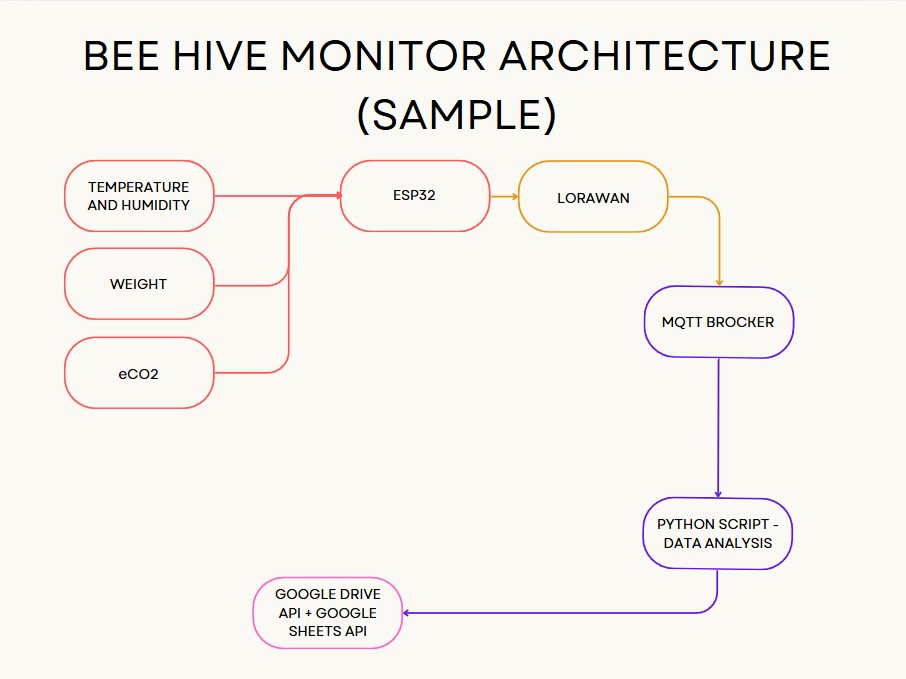 BEE HIVE MONITOR ARCHITECTURE
(SAMPLE)
TEMPERATURE
AND HUMIDITY
ESP32
LORAWAN
WEIGHT
eCO2
MQTT BROCKER
PYTHON SCRIPT -
DATA ANALYSIS
GOOGLE DRIVE
API + GOOGLE
SHEETS API